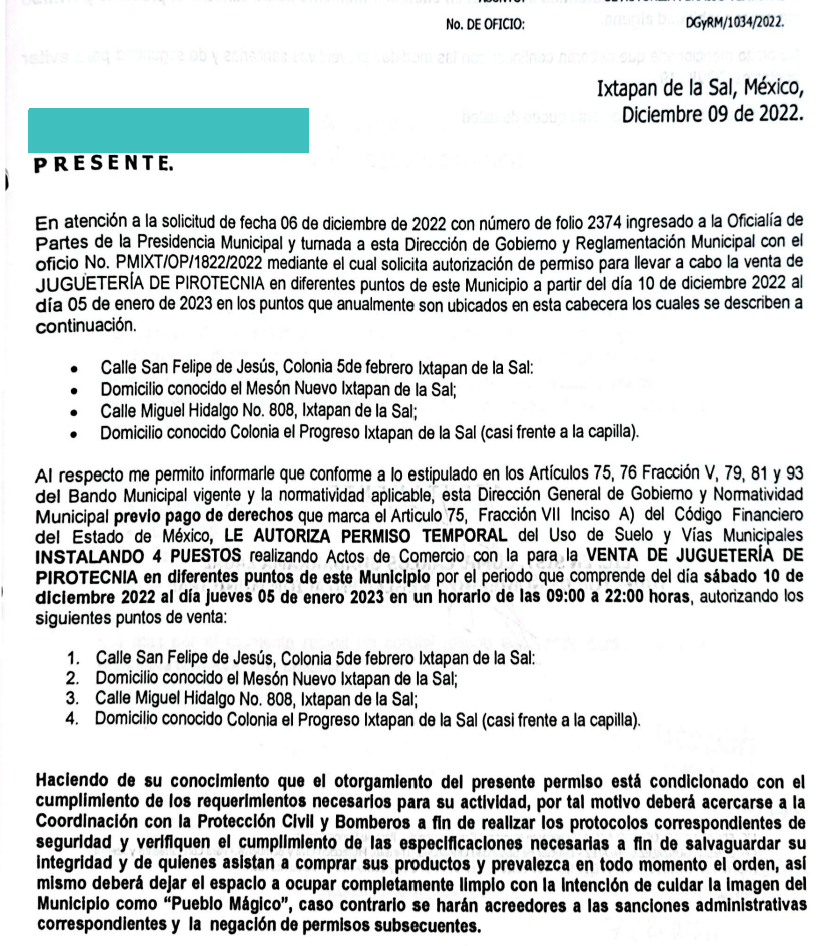 No. DE OFICIO: DGyRM/1034/2022.
Ixtapan de la Sal, México,
Diciembre 09 de 2022.
PRESENTE.
En atención a la solicitud de fecha 06 de diciembre de 2022 con número de folio 2374 ingresado a la Oficialía de
Partes de la Presidencia Municipal y turnada a esta Dirección de Gobierno y Reglamentación Municipal con el
oficio No. PMIXT/OP/1822/2022 mediante el cual solicita autorización de permiso para llevar a cabo la venta de
JUGUETERÍA DE PIROTECNIA en diferentes puntos de este Municipio a partir del día 10 de diciembre 2022 al
día 05 de enero de 2023 en los puntos que anualmente son ubicados en esta cabecera los cuales se describen a
continuación.
• Calle San Felipe de Jesús, Colonia 5de febrero Ixtapan de la Sal:
• Domicilio conocido el Mesón Nuevo Ixtapan de la Sal;
• Calle Miguel Hidalgo No. 808, Ixtapan de la Sal;
• Domicilio conocido Colonia el Progreso Ixtapan de la Sal (casi frente a la capilla).
Al respecto me permito informarle que conforme a lo estipulado en los Artículos 75, 76 Fracción V, 79, 81 y 93
del Bando Municipal vigente y la normatividad aplicable, esta Dirección General de Gobierno y Normatividad
Municipal previo pago de derechos que marca el Articulo 75, Fracción VII Inciso A) del Código Financiero
del Estado de México, LE AUTORIZA PERMISO TEMPORAL del Uso de Suelo y Vías Municipales
INSTALANDO 4 PUESTOS realizando Actos de Comercio con la para la VENTA DE JUGUETERÍA DE
PIROTECNIA en diferentes puntos de este Municipio por el periodo que comprende del día sábado 10 de
diciembre 2022 al día jueves 05 de enero 2023 en un horario de las 09:00 a 22:00 horas, autorizando los
siguientes puntos de venta:
1. Calle San Felipe de Jesús, Colonia 5de febrero Ixtapan de la Sal:
2. Domicilio conocido el Mesón Nuevo Ixtapan de la Sal;
3. Calle Miguel Hidalgo No. 808, Ixtapan de la Sal;
4. Domicilio conocido Colonia el Progreso Ixtapan de la Sal (casi frente a la capilla).
Haciendo de su conocimiento que el otorgamiento del presente permiso está condicionado con el
cumplimiento de los requerimientos necesarios para su actividad, por tal motivo deberá acercarse a la
Coordinación con la Protección Civil y Bomberos a fin de realizar los protocolos correspondientes de
seguridad y verifiquen el cumplimiento de las especificaciones necesarias a fin de salvaguardar su
integridad y de quienes asistan a comprar sus productos y prevalezca en todo momento el orden, así
mismo deberá dejar el espacio a ocupar completamente limpio con la intención de cuidar la imagen del
Municipio como “Pueblo Mágico”, caso contrario se harán acreedores a las sanciones administrativas
correspondientes y la negación de permisos subsecuentes.